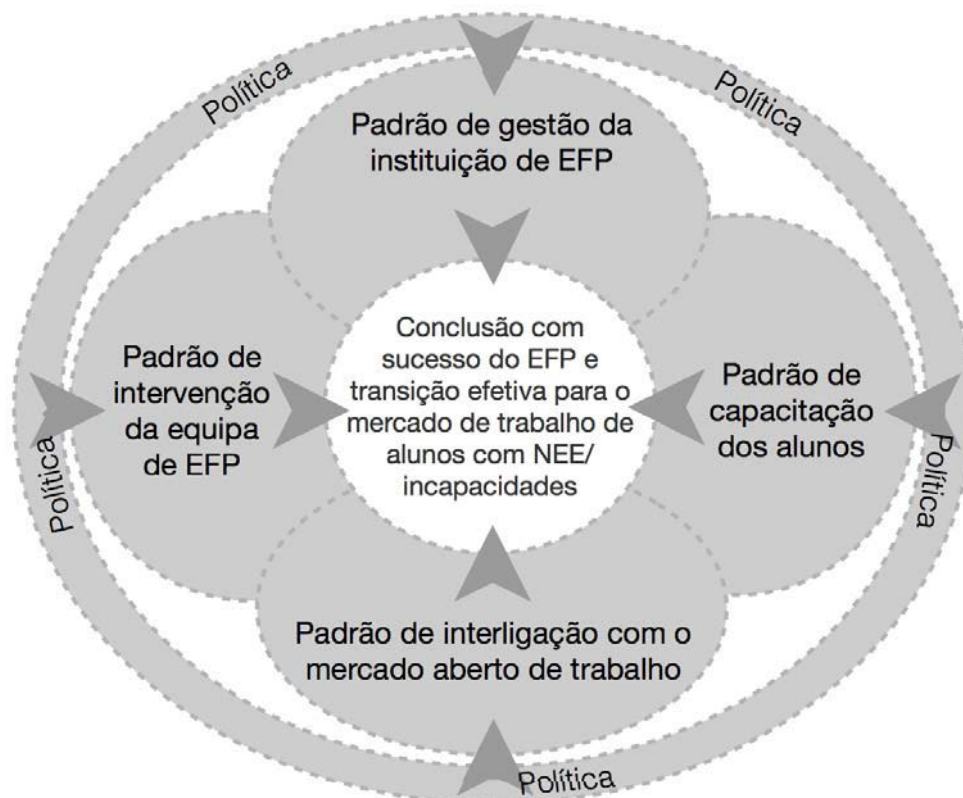 Política
Política
Padrão de gestão da
instituição de EFP
Padrão de
intervenção
da equipa
de EFP
Conclusão com
sucesso do EFP e
transição efetiva para o
mercado de trabalho de
alunos com NEE/
incapacidades
Padrão de
capacitação
dos alunos
Política
Política
Padrão de interligação com o
mercado aberto de trabalho
Política